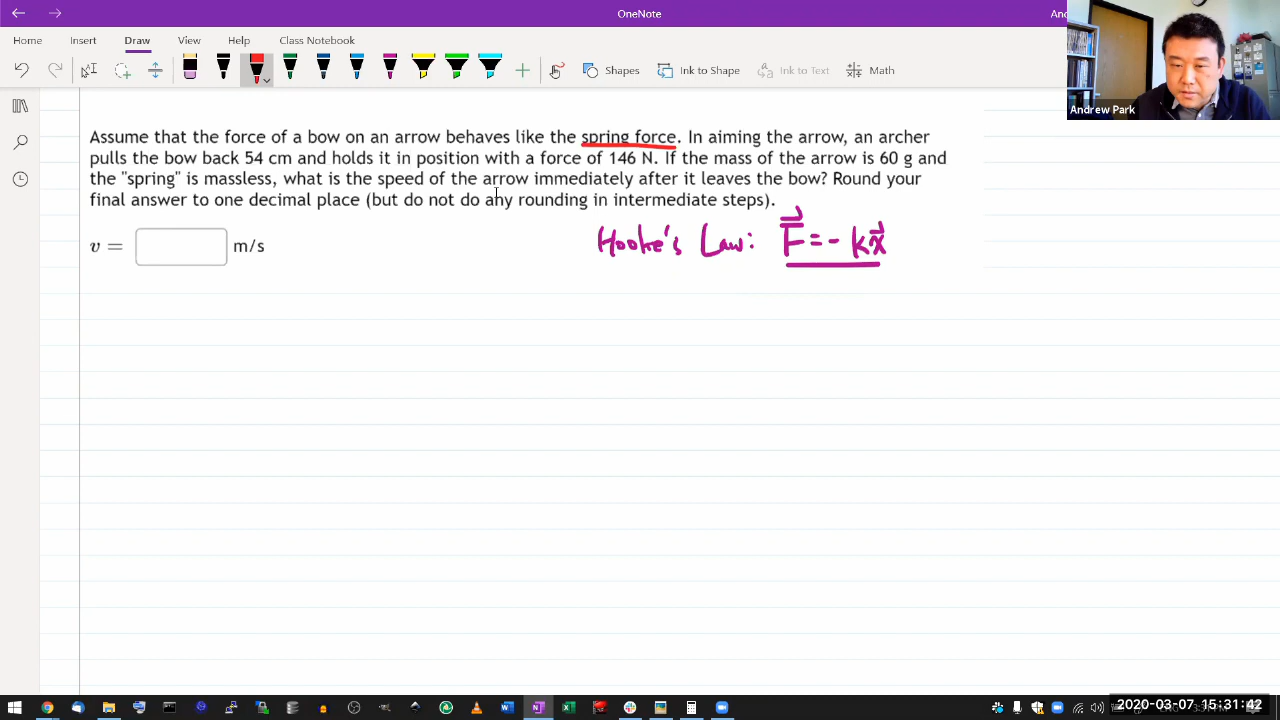 OneNote
And
Home Insert Draw View Help Class Notebook
Shapes Ink to Shape Ink to Text Math
Andrew Park
Assume that the force of a bow on an arrow behaves like the spring force. In aiming the arrow, an archer
pulls the bow back 54 cm and holds it in position with a force of 146 N. If the mass of the arrow is 60 g and
the "spring" is massless, what is the speed of the arrow immediately after it leaves the bow? Round your
final answer to one decimal place (but do not do any rounding in intermediate steps).
Hooke's Law: F⃗ = - kx⃗
v = m/s
2020-03-07 15:31:42